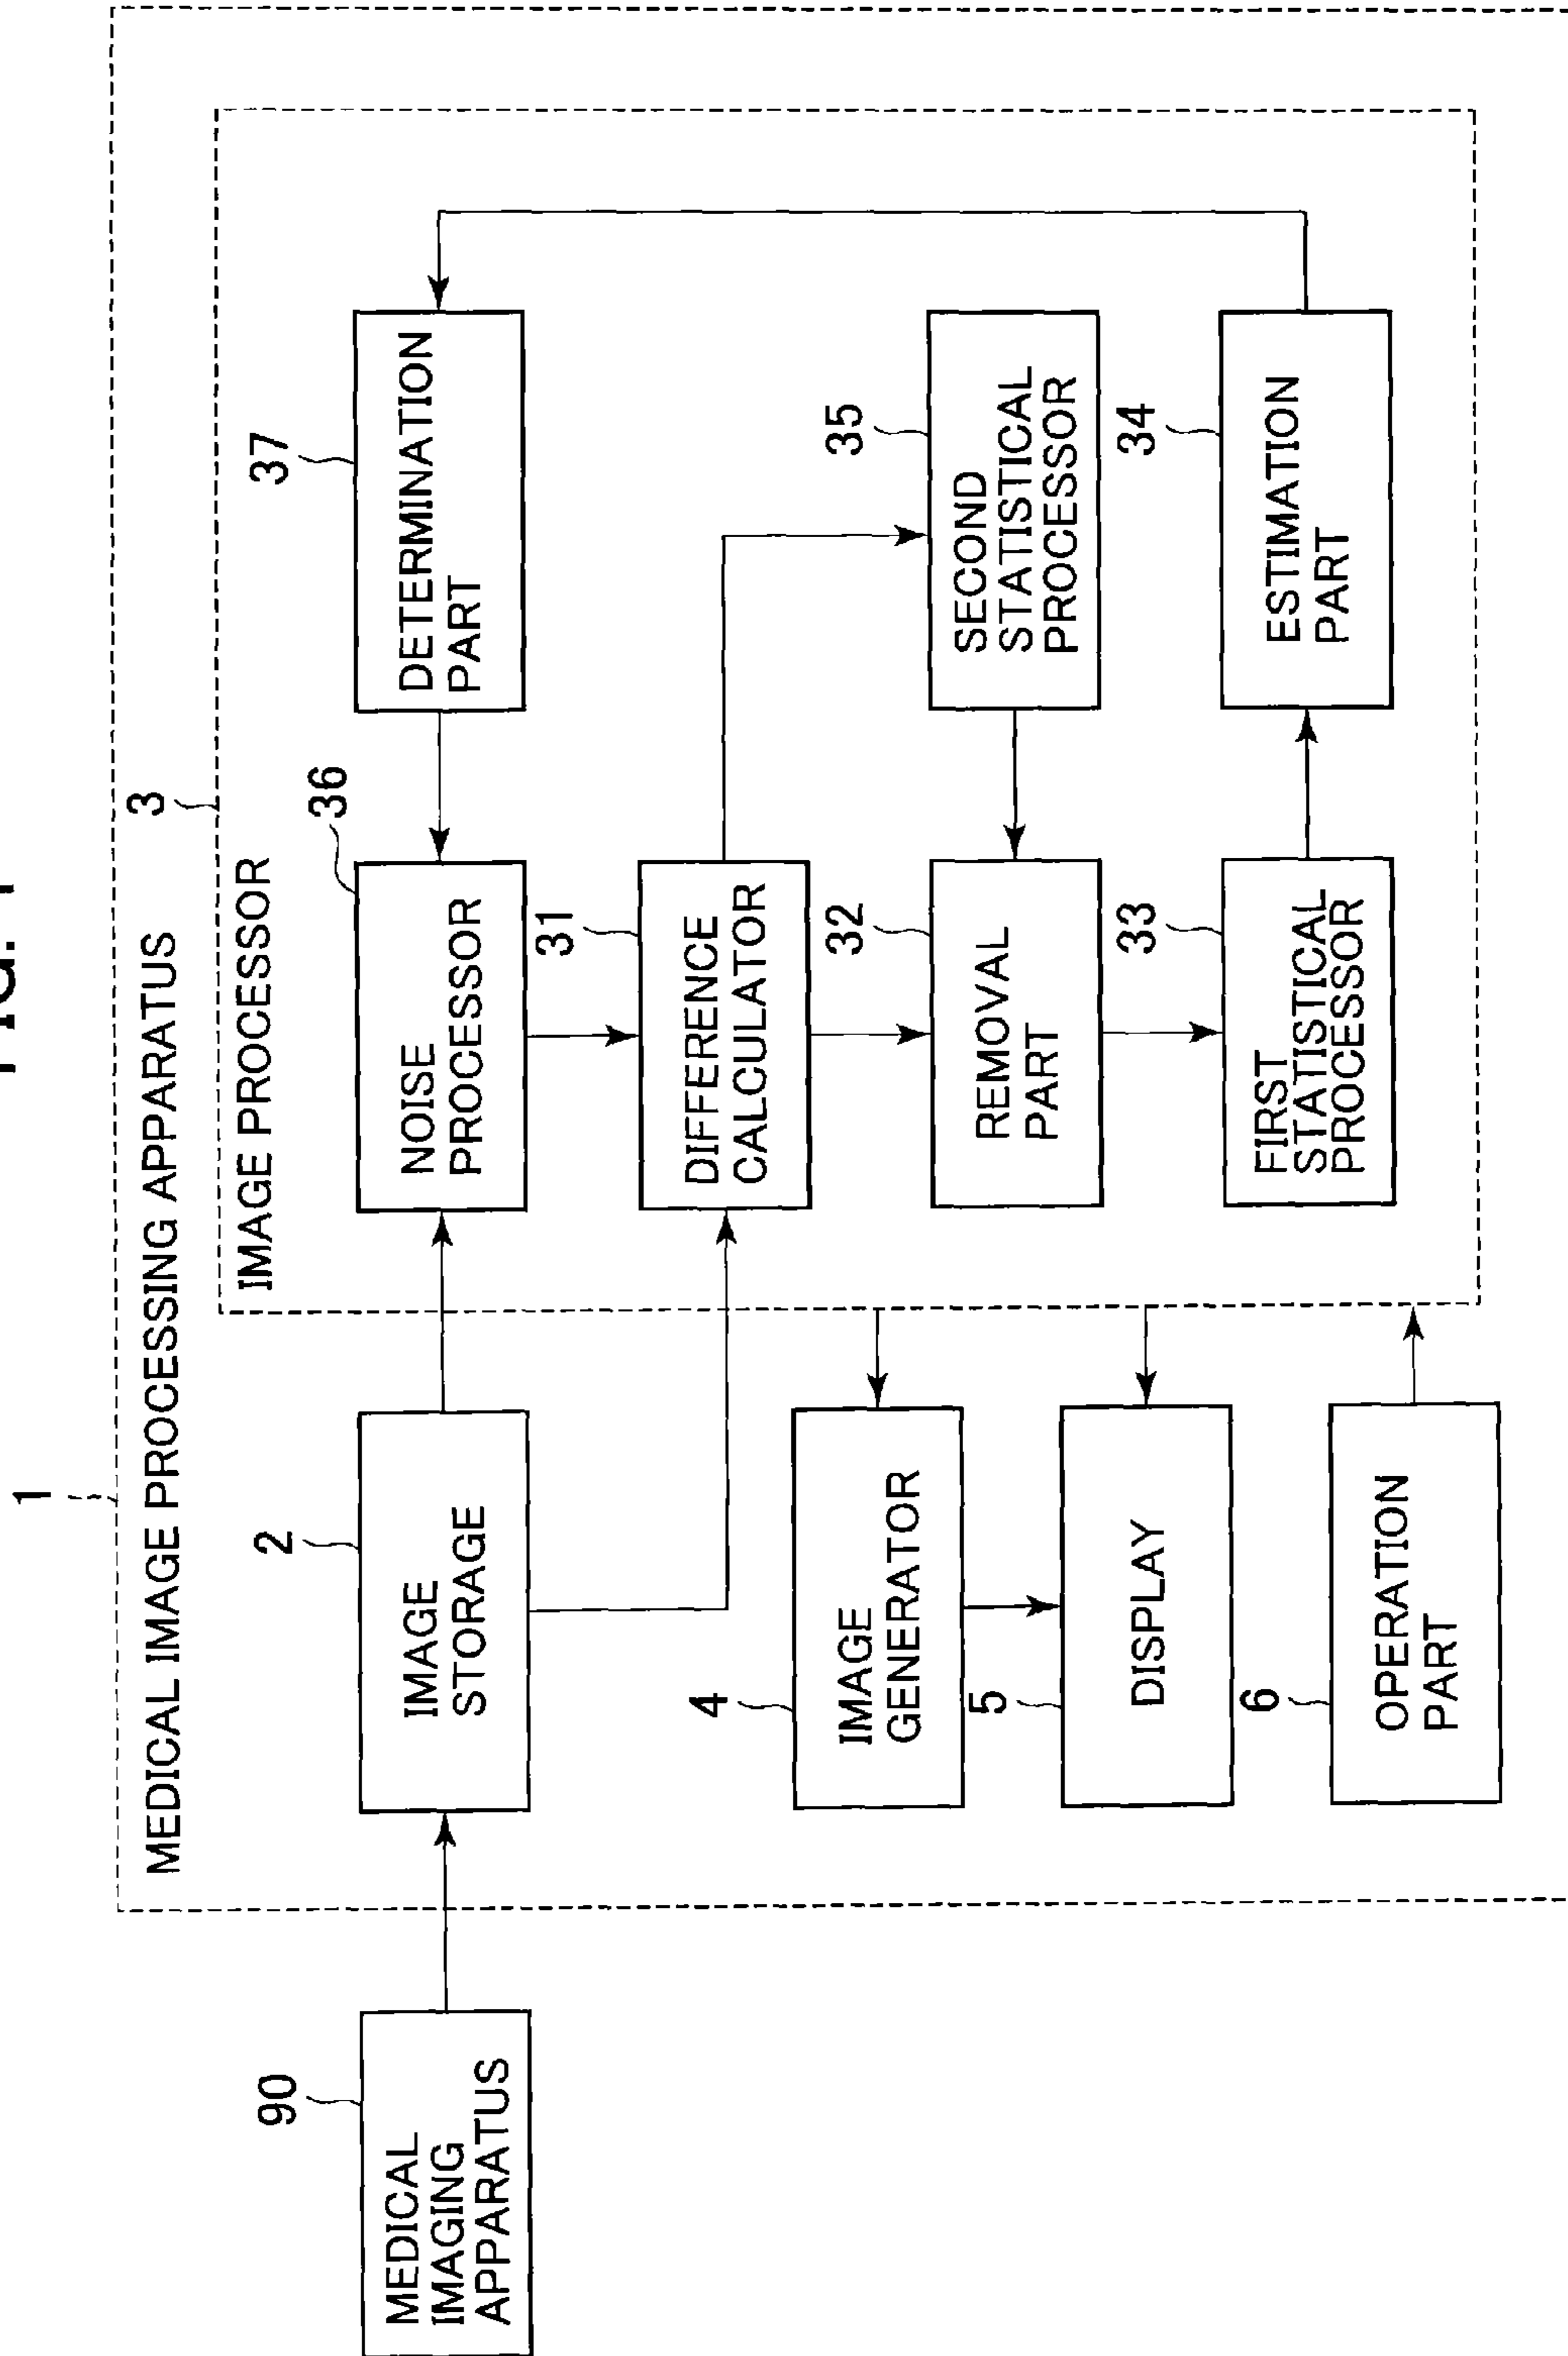 FIG. 1
1
MEDICAL IMAGE PROCESSING APPARATUS
3
IMAGE PROCESSOR
90
MEDICAL
IMAGING
APPARATUS
2
IMAGE
STORAGE
36
NOISE
PROCESSOR
37
DETERMINATION
PART
31
DIFFERENCE
CALCULATOR
4
IMAGE
GENERATOR
32
REMOVAL
PART
35
SECOND
STATISTICAL
PROCESSOR
5
DISPLAY
33
FIRST
STATISTICAL
PROCESSOR
34
ESTIMATION
PART
6
OPERATION
PART